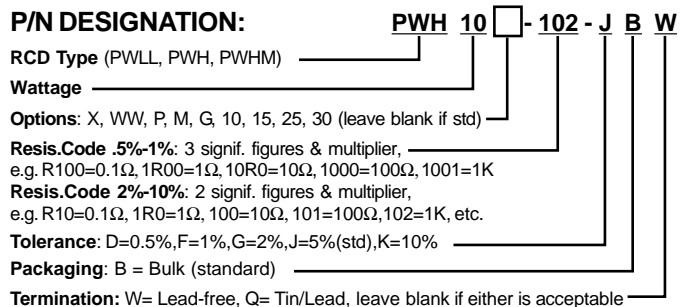 P/N DESIGNATION: PWH 10 - 102 - J B W
RCD Type (PWLL, PWH, PWHM)
Wattage
Options: X, WW, P, M, G, 10, 15, 25, 30 (leave blank if std)
Resis.Code .5%-1%: 3 signif. figures & multiplier,
e.g. R100=0.1Ω, 1R00=1Ω, 10R0=10Ω, 1000=100Ω, 1001=1K
Resis.Code 2%-10%: 2 signif. figures & multiplier,
e.g. R10=0.1Ω, 1R0=1Ω, 100=10Ω, 101=100Ω,102=1K, etc.
Tolerance: D=0.5%,F=1%,G=2%,J=5%(std),K=10%
Packaging: B = Bulk (standard)
Termination: W= Lead-free, Q= Tin/Lead, leave blank if either is acceptable